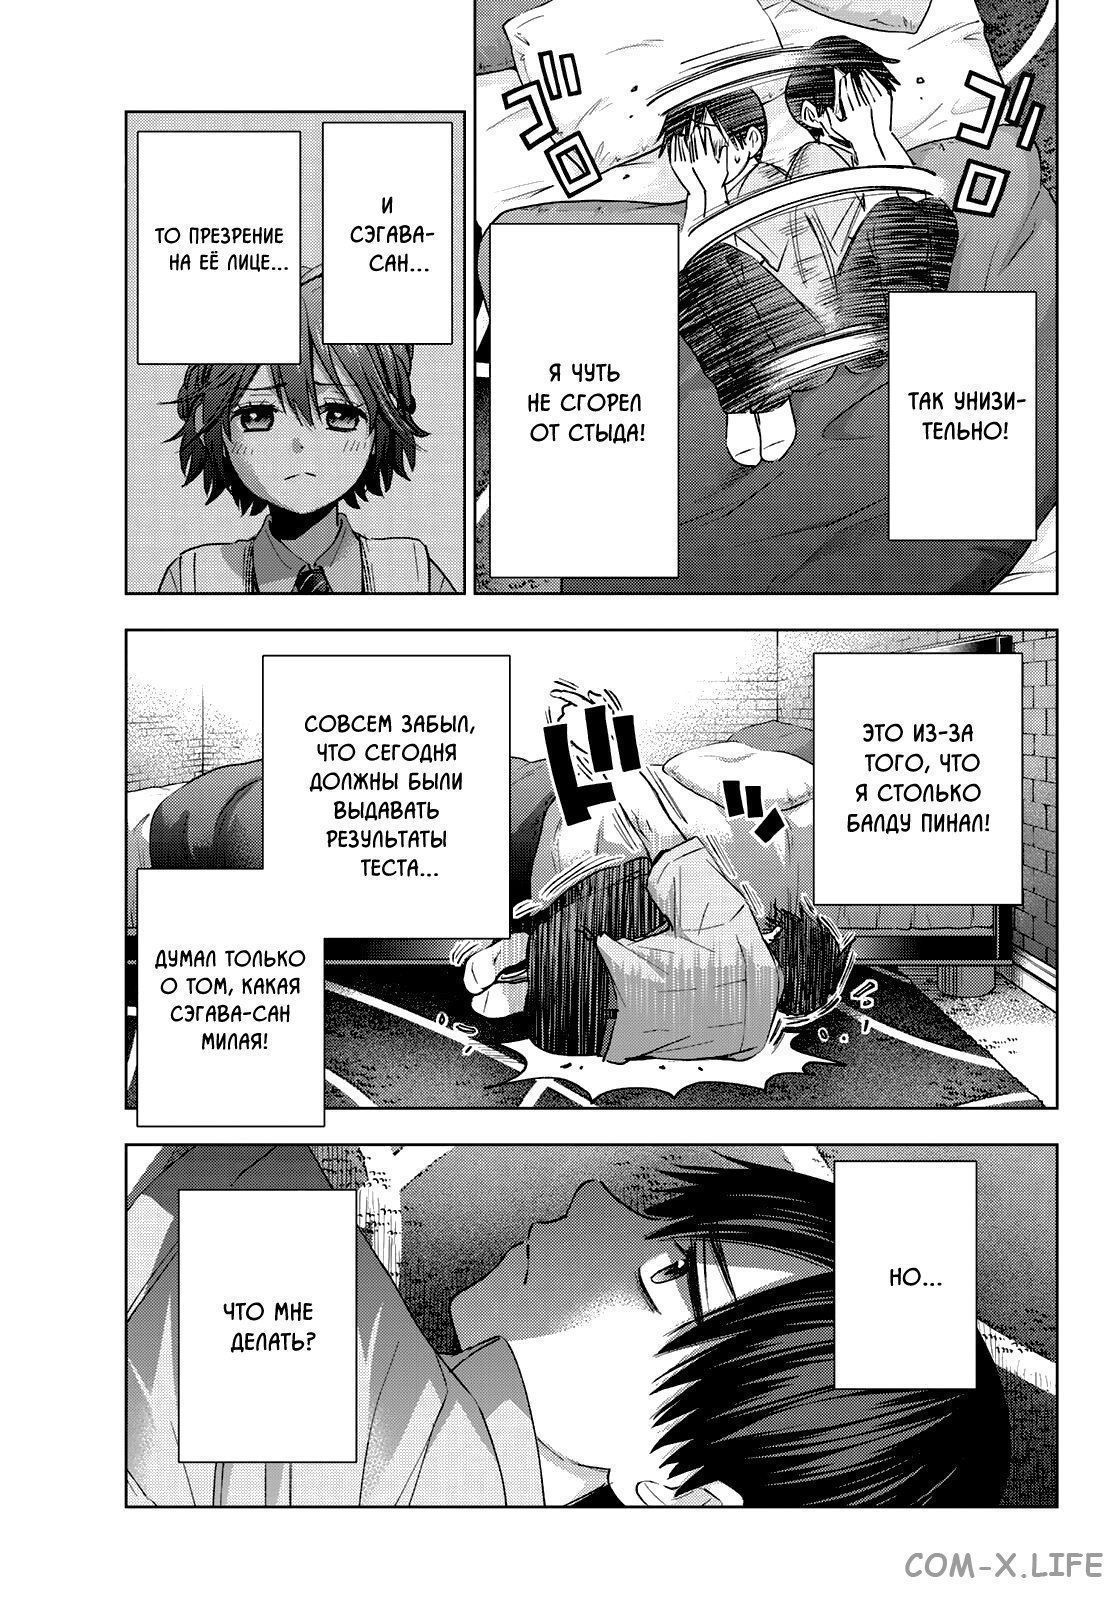 ТАК УНИЗИ-
ТЕЛЬНО!
Я ЧУТЬ
НЕ СГОРЕЛ
ОТ СТЫДА!
И
СЭГАВА-
САН...
ТО ПРЕЗРЕНИЕ
НА ЕЁ ЛИЦЕ...
ЭТО ИЗ-ЗА
ТОГО, ЧТО
Я СТОЛЬКО
БАЛДУ ПИНАЛ!
СОВСЕМ ЗАБЫЛ,
ЧТО СЕГОДНЯ
ДОЛЖНЫ БЫЛИ
ВЫДАВАТЬ
РЕЗУЛЬТАТЫ
ТЕСТА...
ДУМАЛ ТОЛЬКО
О ТОМ, КАКАЯ
СЭГАВА-САН
МИЛАЯ!
НО...
ЧТО МНЕ
ДЕЛАТЬ?
COM-X.LIFE